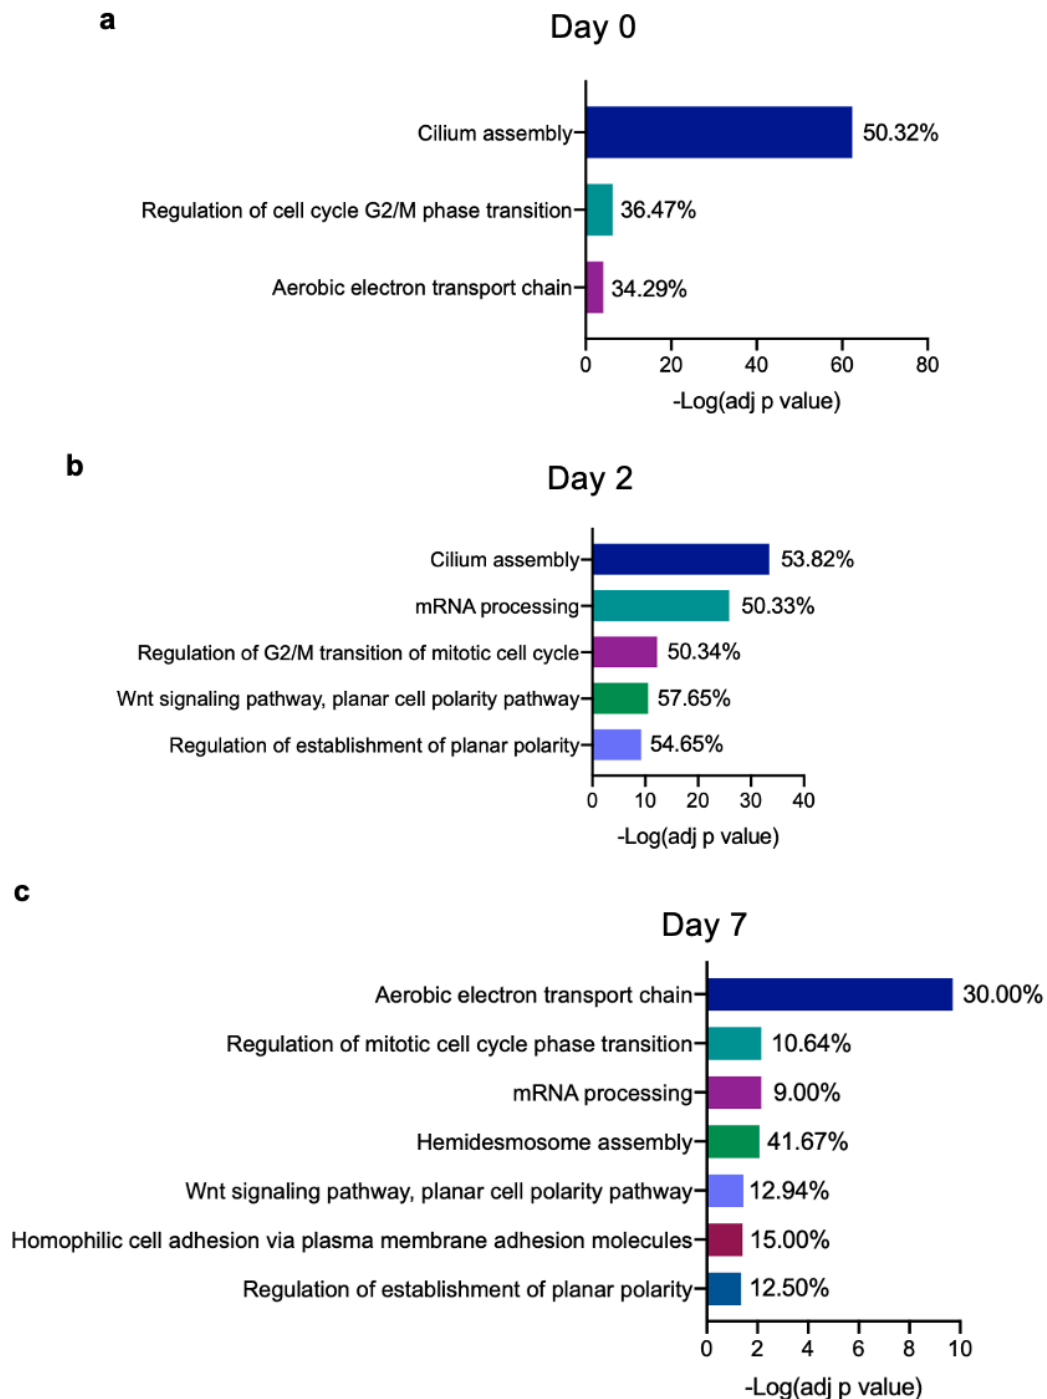 a
Day 0
Cilium assembly 50.32%
Regulation of cell cycle G2/M phase transition 36.47%
Aerobic electron transport chain 34.29%
0 20 40 60 80
-Log(adj p value)
b
Day 2
Cilium assembly 53.82%
mRNA processing 50.33%
Regulation of G2/M transition of mitotic cell cycle 50.34%
Wnt signaling pathway, planar cell polarity pathway 57.65%
Regulation of establishment of planar polarity 54.65%
0 10 20 30 40
-Log(adj p value)
c
Day 7
Aerobic electron transport chain 30.00%
Regulation of mitotic cell cycle phase transition 10.64%
mRNA processing 9.00%
Hemidesmosome assembly 41.67%
Wnt signaling pathway, planar cell polarity pathway 12.94%
Homophilic cell adhesion via plasma membrane adhesion molecules 15.00%
Regulation of establishment of planar polarity 12.50%
0 2 4 6 8 10
-Log(adj p value)